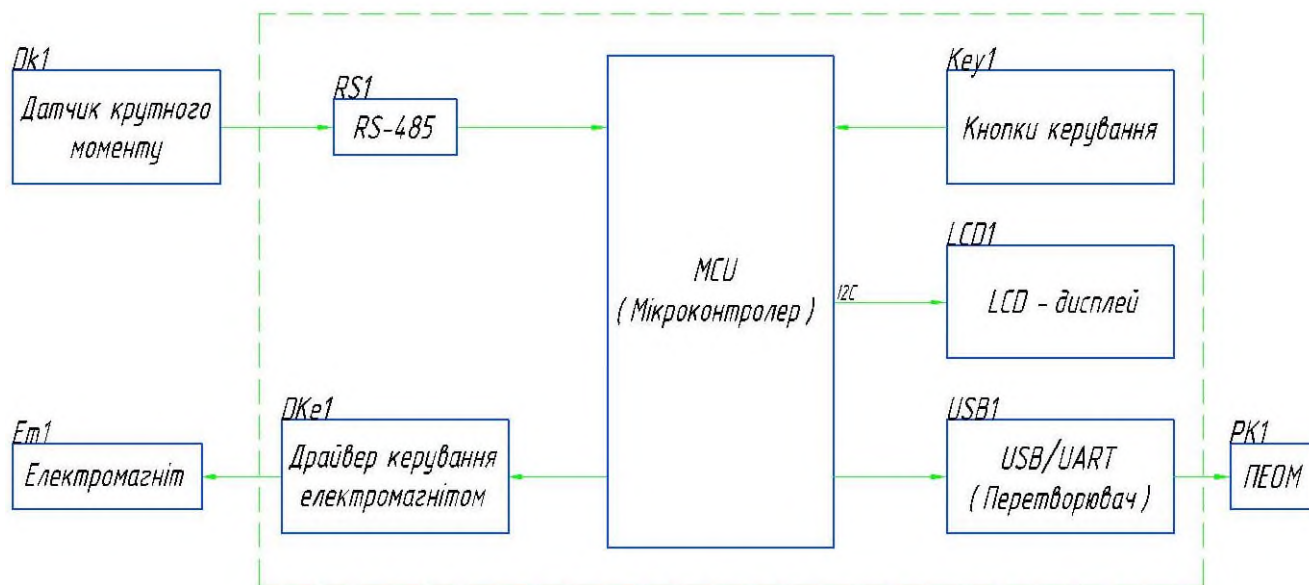 Dk1
Датчик крутного
моменту
RS1
RS-485
MCU
(Мікроконтролер)
Key1
Кнопки керування
I2C
LCD1
LCD - дисплей
Em1
Електромагніт
DKe1
Драйвер керування
електромагнітом
USB1
USB/UART
(Перетворювач)
PK1
ПЕОМ